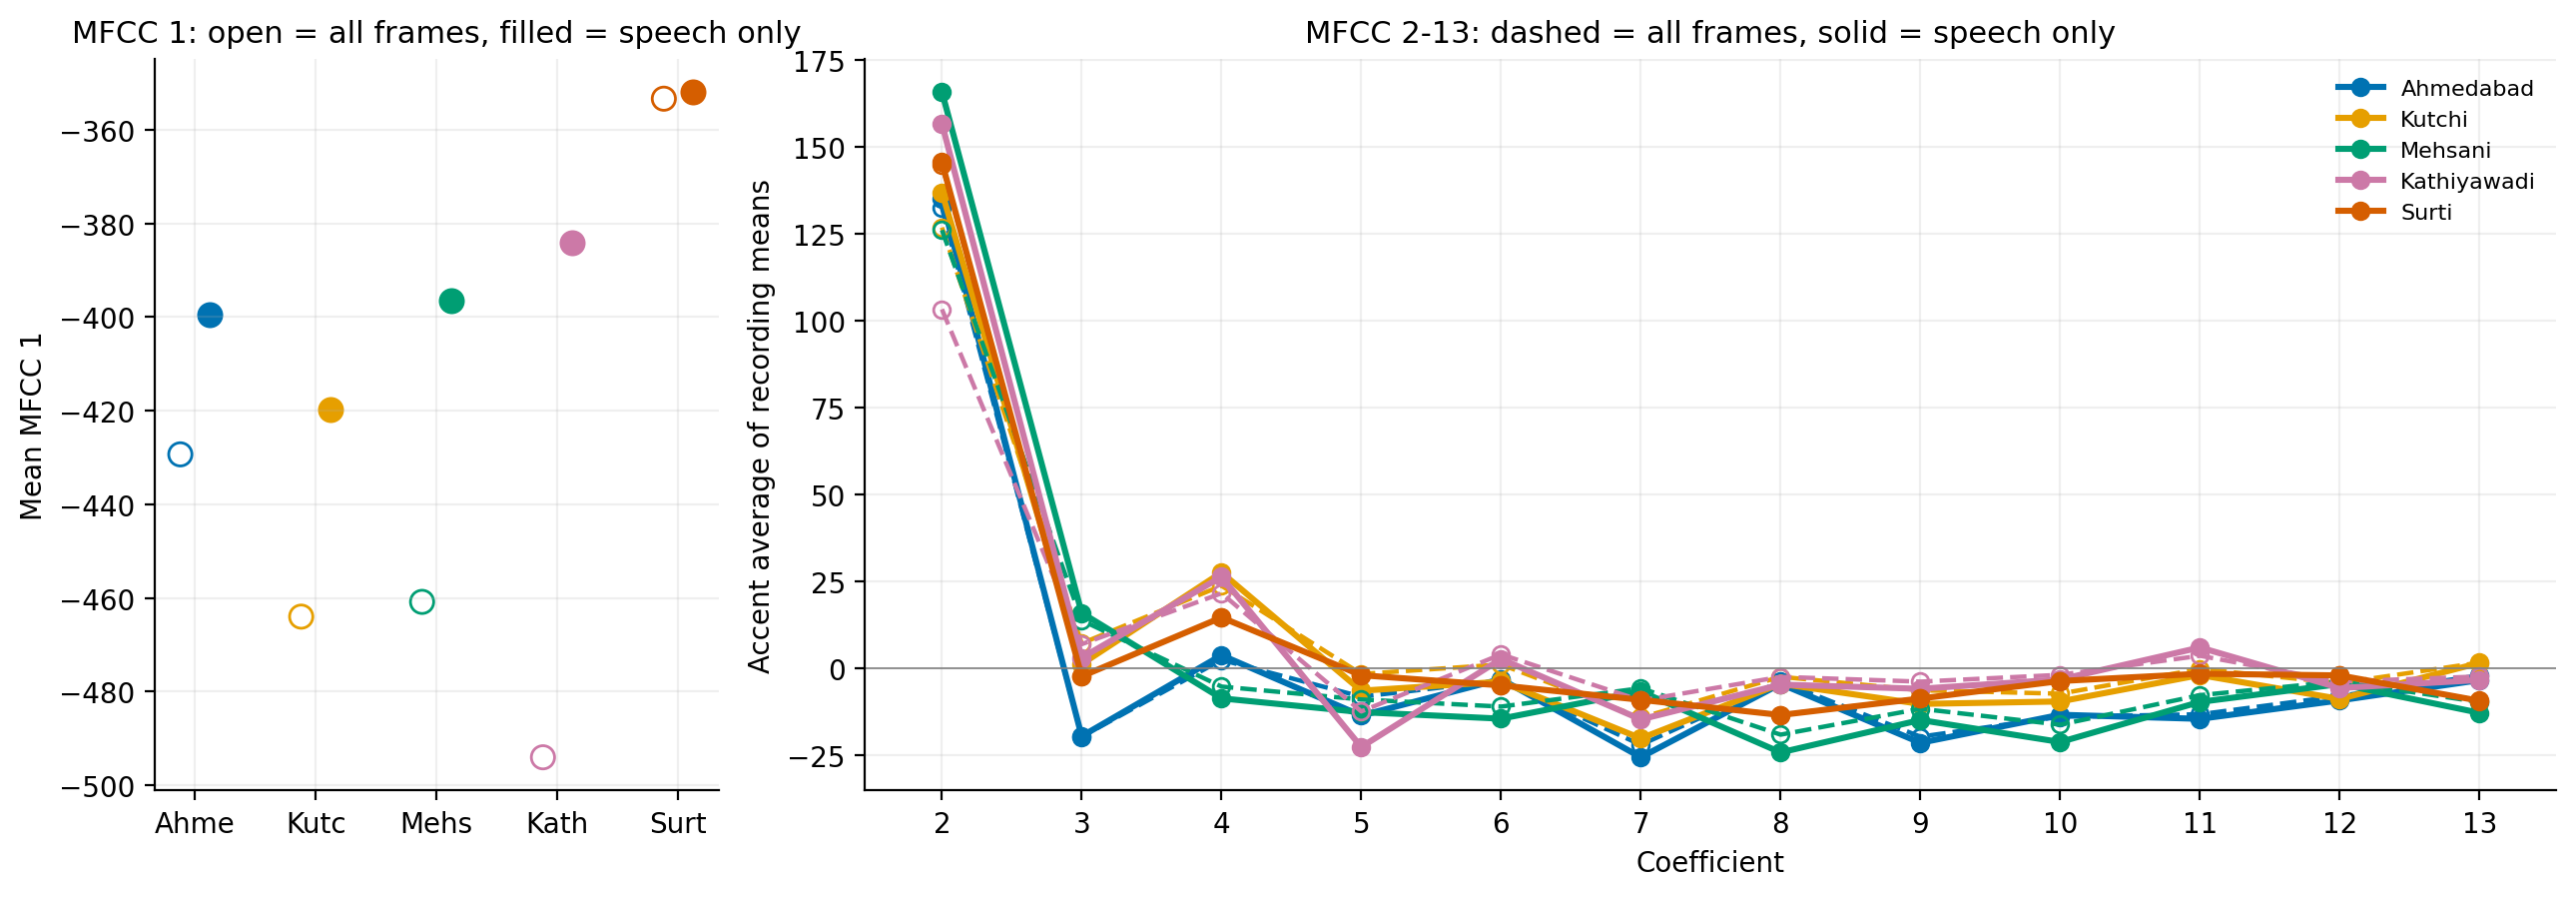 MFCC 1: open = all frames, filled = speech only
Mean MFCC 1
−360
−380
−400
−420
−440
−460
−480
−500
Ahme Kutc Mehs Kath Surt
MFCC 2-13: dashed = all frames, solid = speech only
Accent average of recording means
175
150
125
100
75
50
25
0
−25
2 3 4 5 6 7 8 9 10 11 12 13
Coefficient
Ahmedabad
Kutchi
Mehsani
Kathiyawadi
Surti